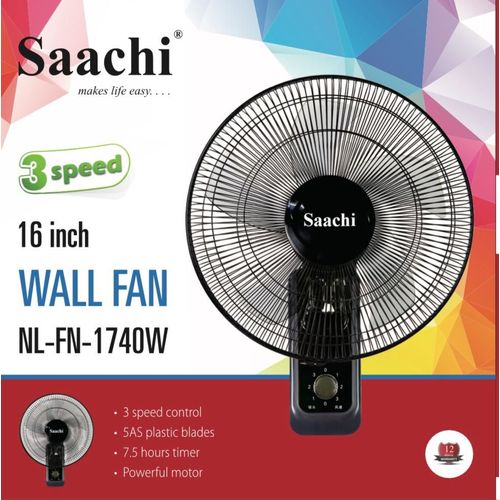 Saachi®
makes life easy....
3 speed
16 inch
WALL FAN
NL-FN-1740W
Saachi
• 3 speed control
• 5AS plastic blades
• 7.5 hours timer
• Powerful motor
12